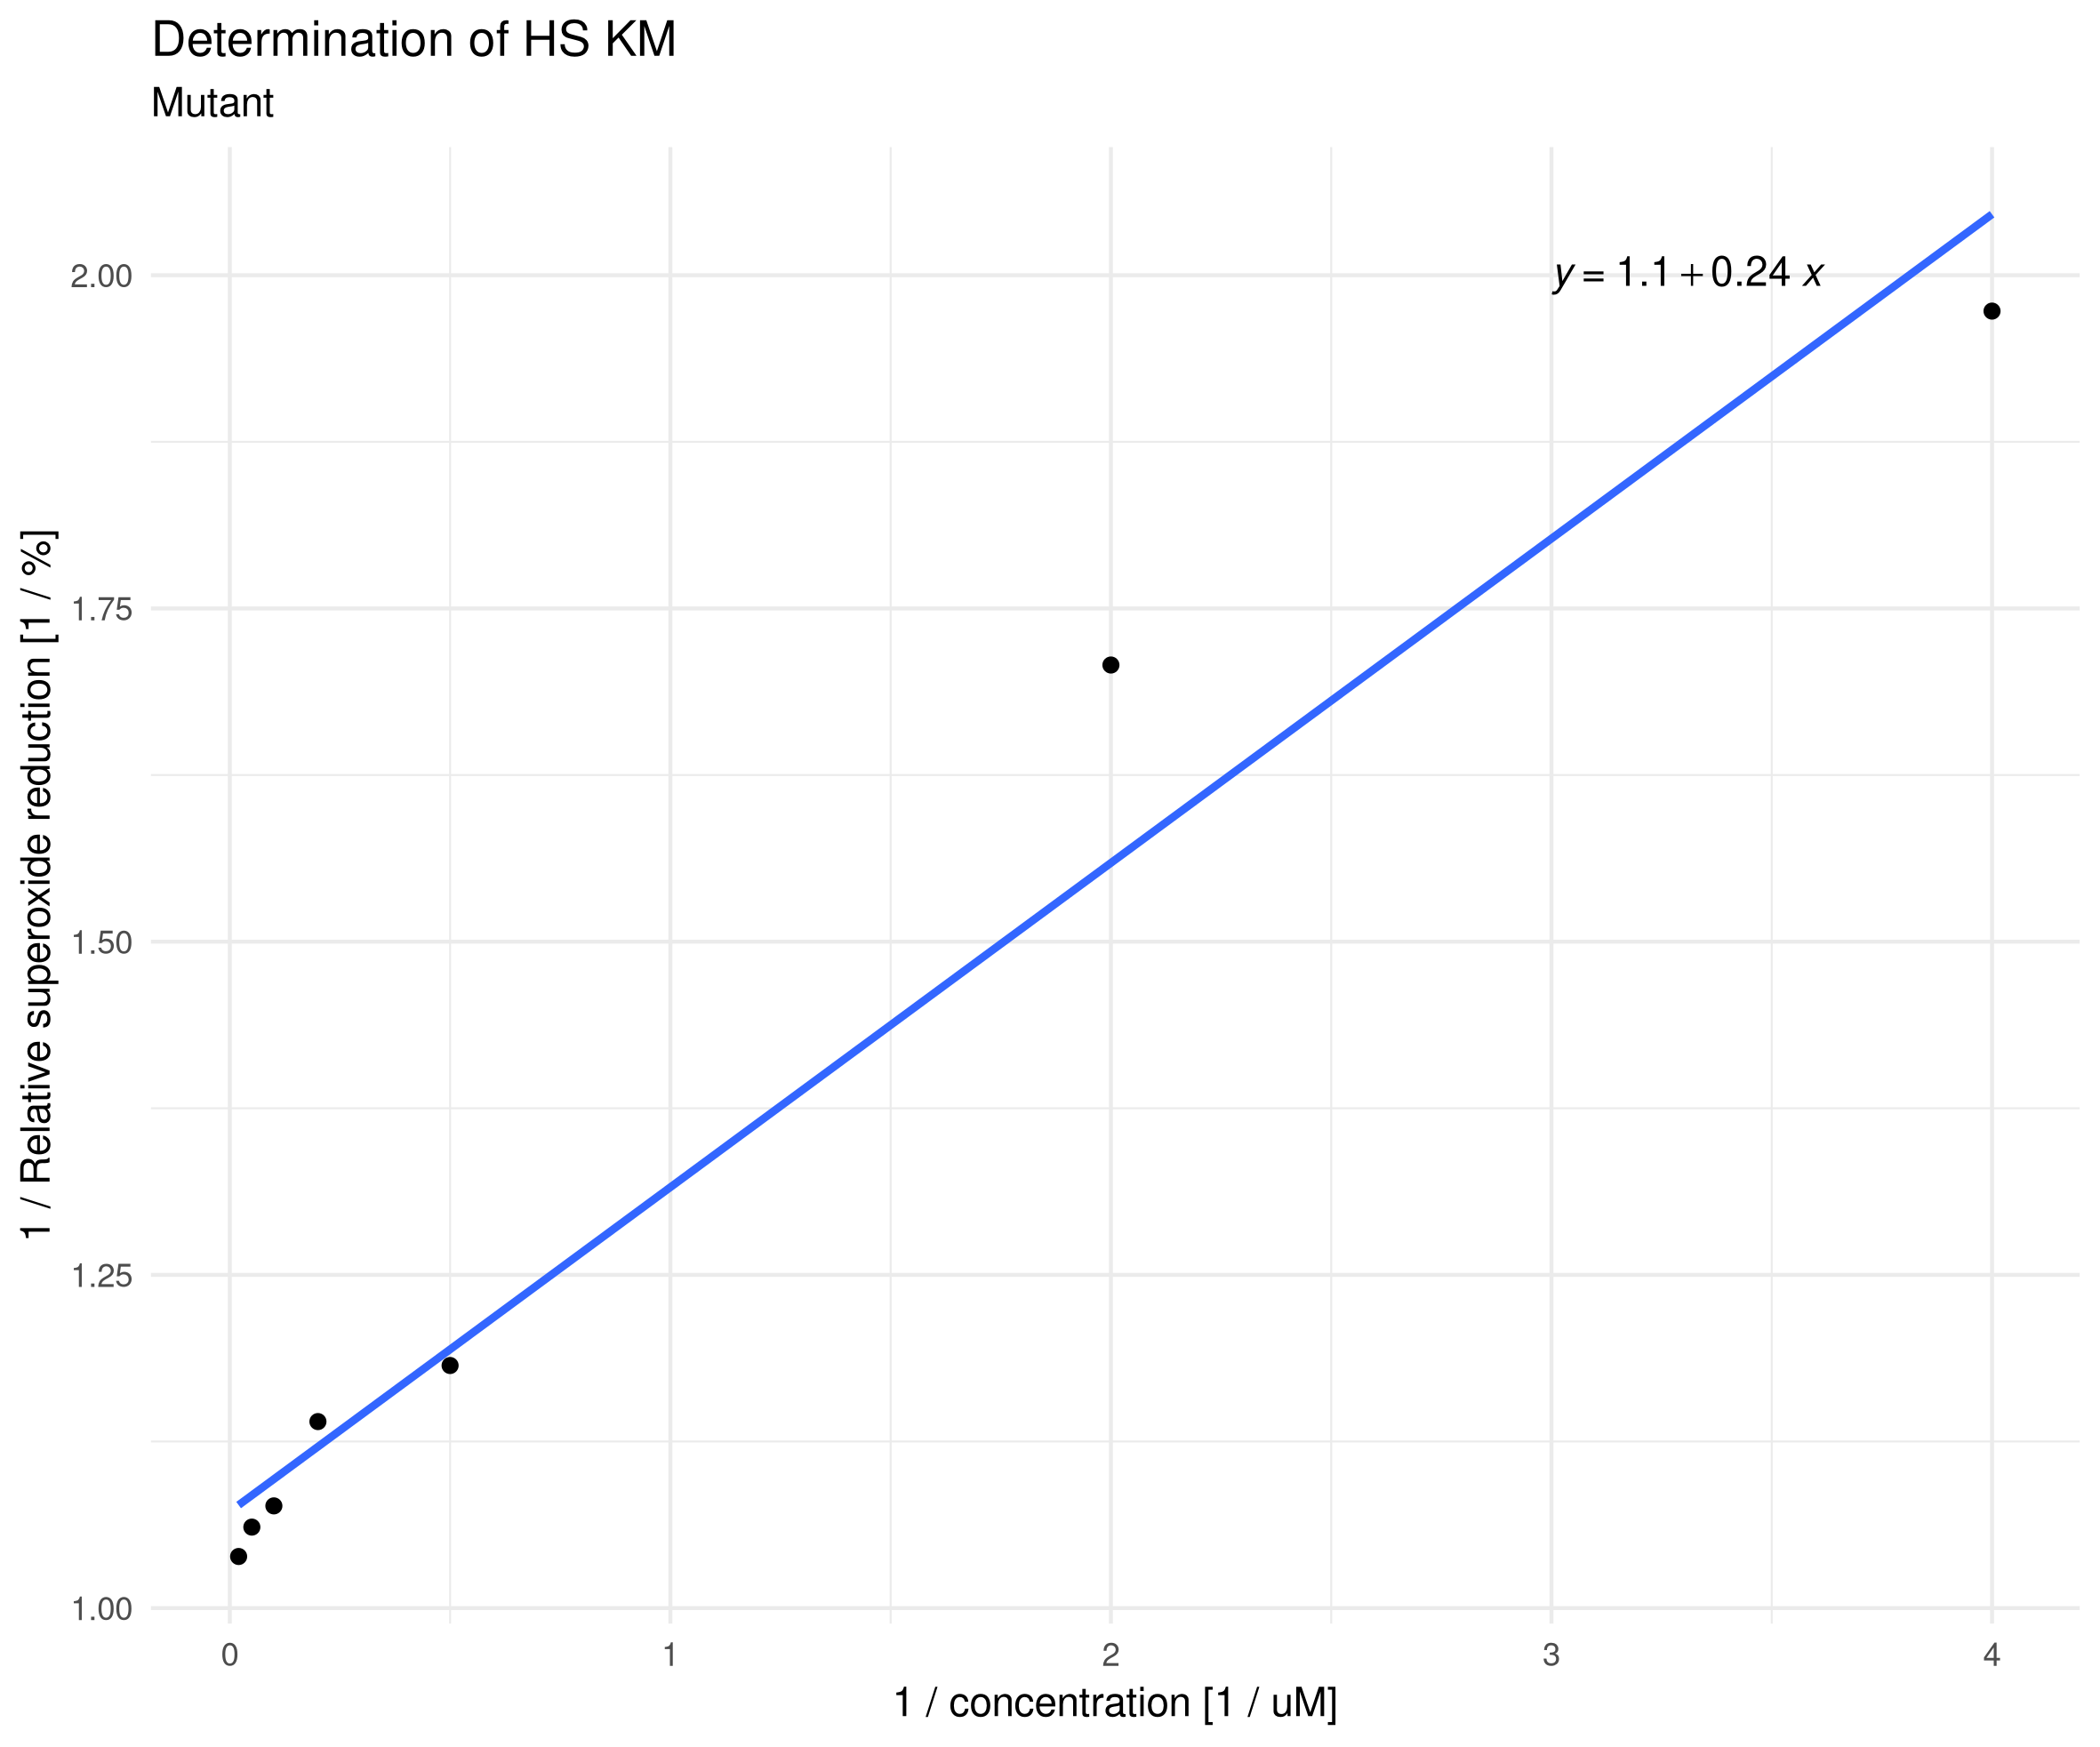 Determination of HS KM
Mutant
y = 1.1 + 0.24 x
2.00
1.75
1.50
1.25
1.00
1 / Relative superoxide reduction [1 / %]
0 1 2 3 4
1 / concentration [1 / uM]